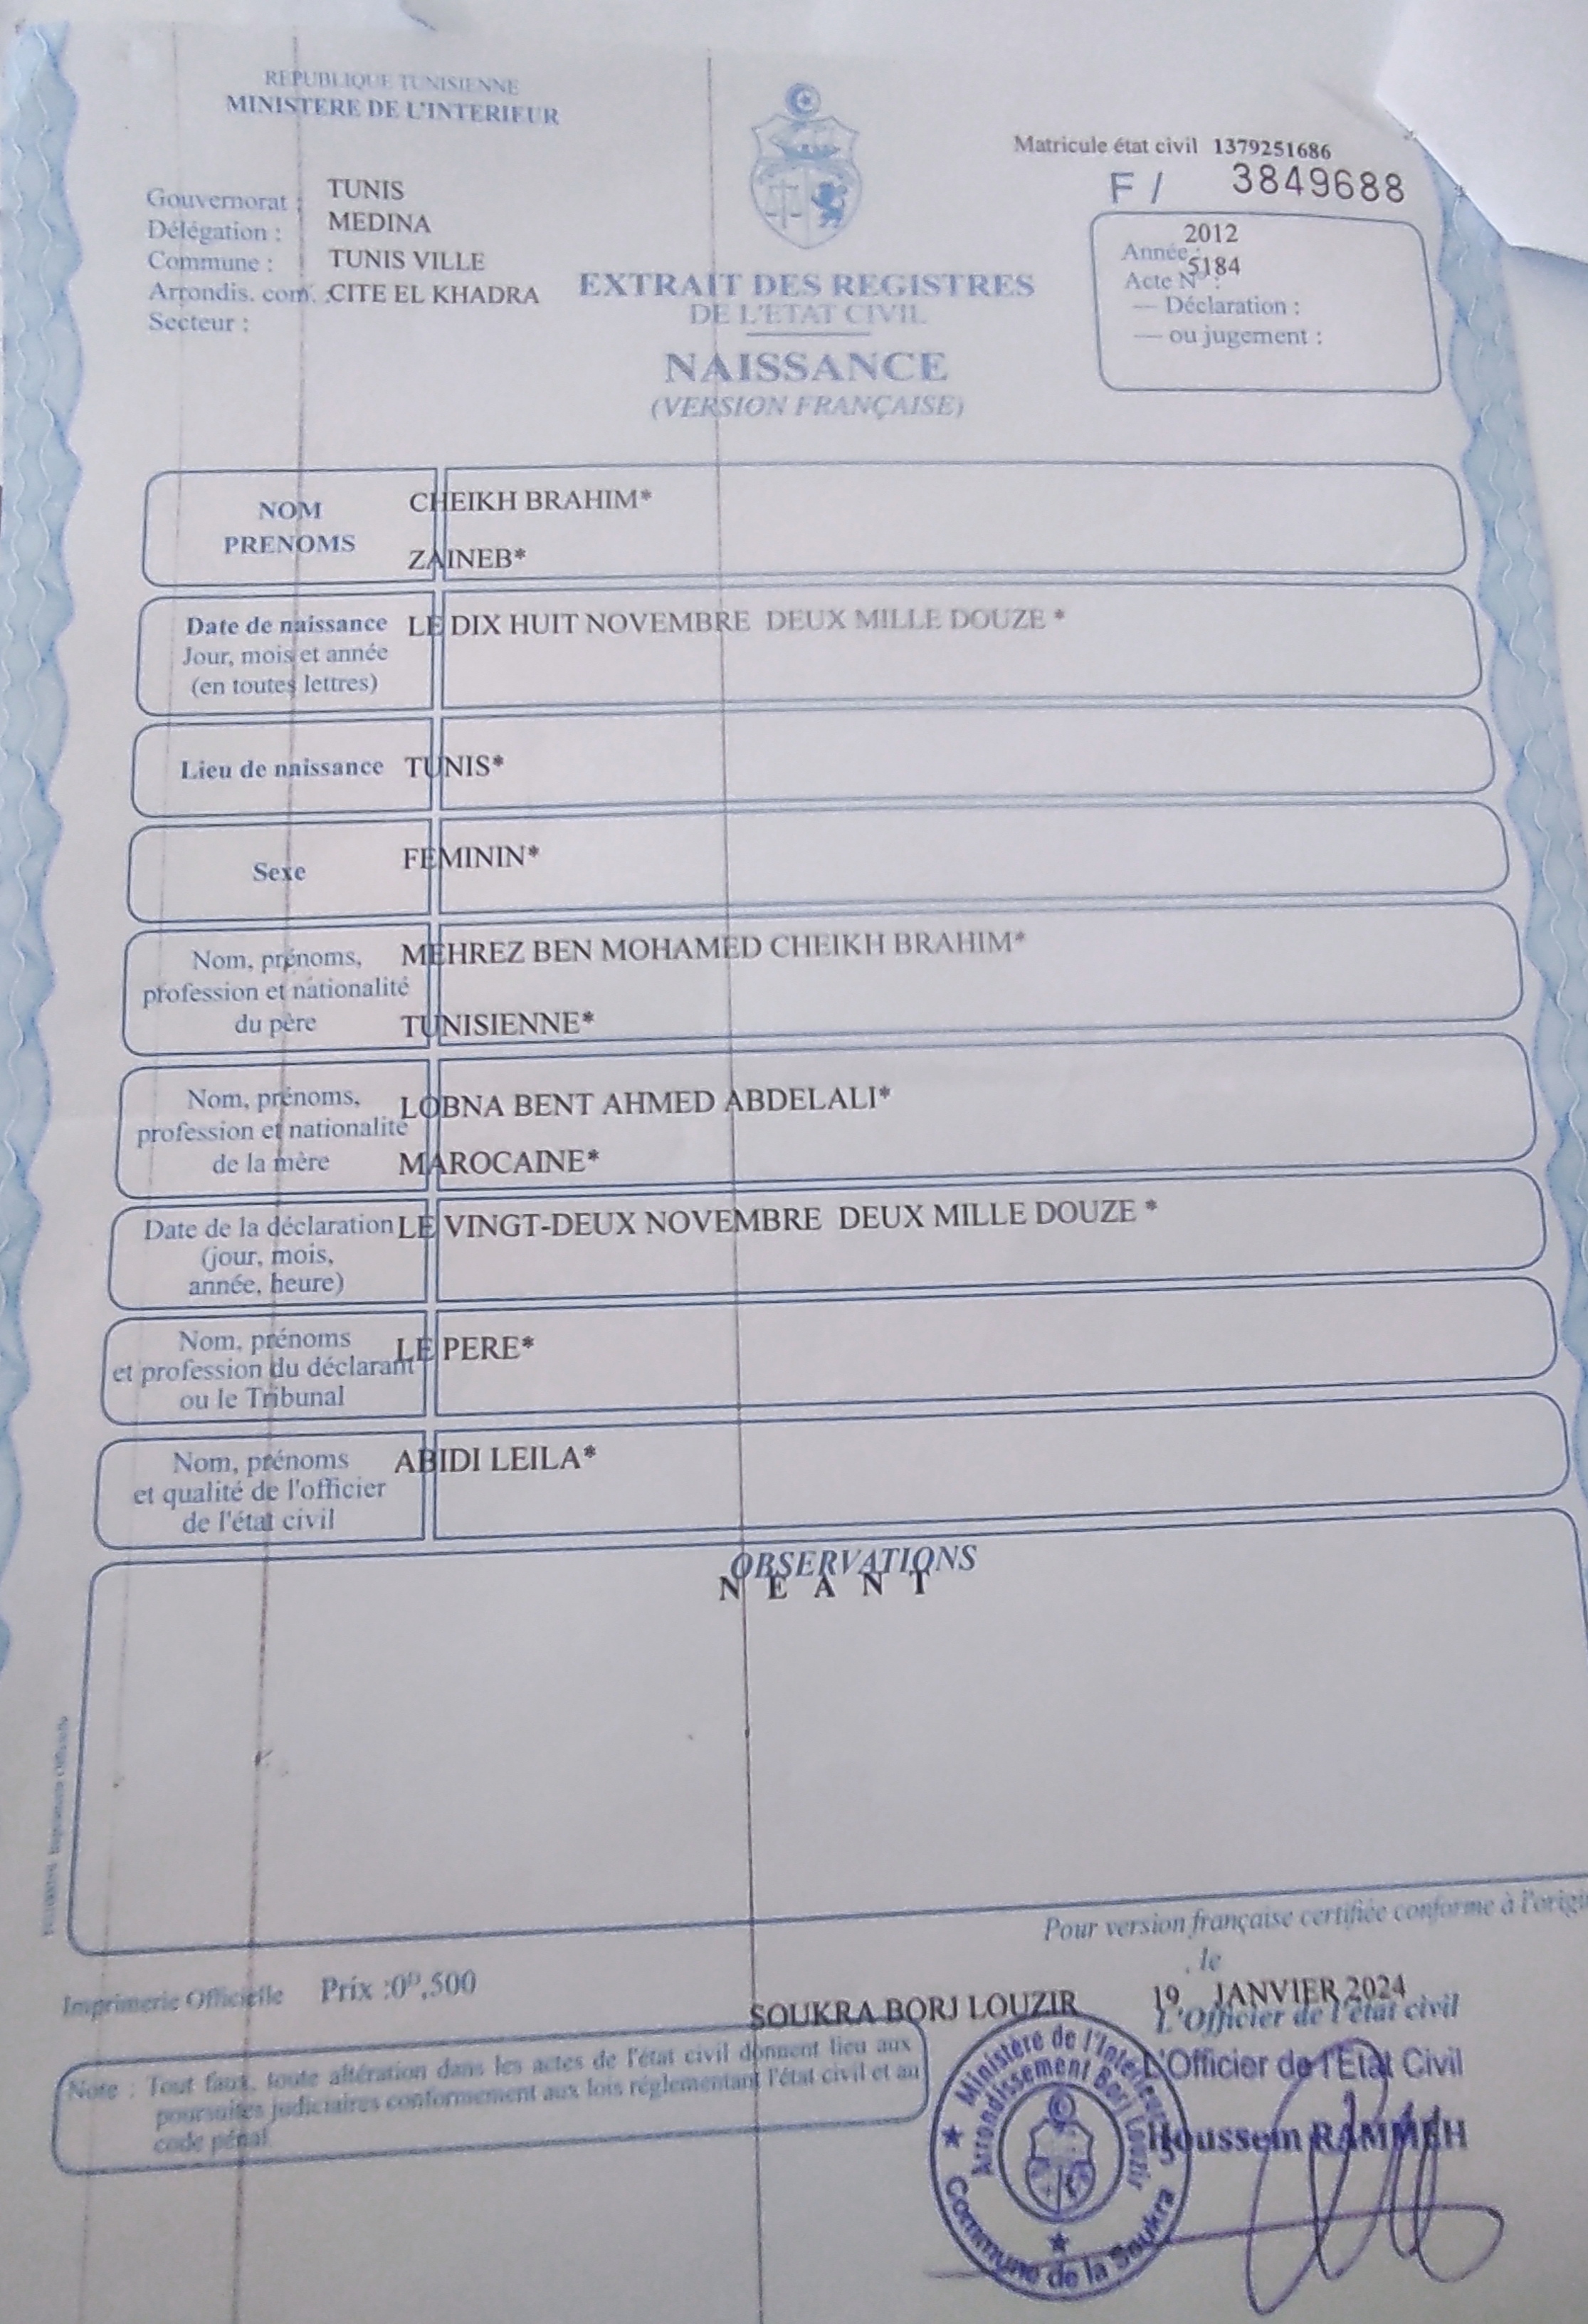 REPUBLIQUE TUNISIENNE
MINISTERE DE L'INTERIEUR
Gouvernorat : TUNIS
Délégation : MEDINA
Commune : TUNIS VILLE
Arrondis. com. : CITE EL KHADRA
Secteur :
EXTRAIT DES REGISTRES
DE L'ETAT CIVIL
NAISSANCE
(VERSION FRANÇAISE)
Matricule état civil 1379251686
F / 3849688
Année : 2012
Acte N° : 5184
— Déclaration :
— ou jugement :
NOM CHEIKH BRAHIM*
PRENOMS ZAINEB*
Date de naissance LE DIX HUIT NOVEMBRE DEUX MILLE DOUZE *
Jour, mois et année
(en toutes lettres)
Lieu de naissance TUNIS*
Sexe FEMININ*
Nom, prénoms, MEHREZ BEN MOHAMED CHEIKH BRAHIM*
profession et nationalité
du père TUNISIENNE*
Nom, prénoms, LOBNA BENT AHMED ABDELALI*
profession et nationalité
de la mère MAROCAINE*
Date de la déclaration LE VINGT-DEUX NOVEMBRE DEUX MILLE DOUZE *
(jour, mois,
année, heure)
Nom, prénoms LE PERE*
et profession du déclarant
ou le Tribunal
Nom, prénoms ABIDI LEILA*
et qualité de l'officier
de l'état civil
OBSERVATIONS
N E A N T
Pour version française certifiée conforme à l'origi
, le
Imprimerie Officielle Prix :0ᴰ,500
SOUKRA BORJ LOUZIR 19 JANVIER 2024
L'Officier de l'état civil
Note : Tout faux, toute altération dans les actes de l'état civil donnent lieu aux
poursuites judiciaires conformement aux lois réglementant l'état civil et au
code pénal
L'Officier de l'Etat Civil
Houssem RAMMEH
Ministère de l'Interieur
Arrondissement Borj Louzir
Commune de la Soukra